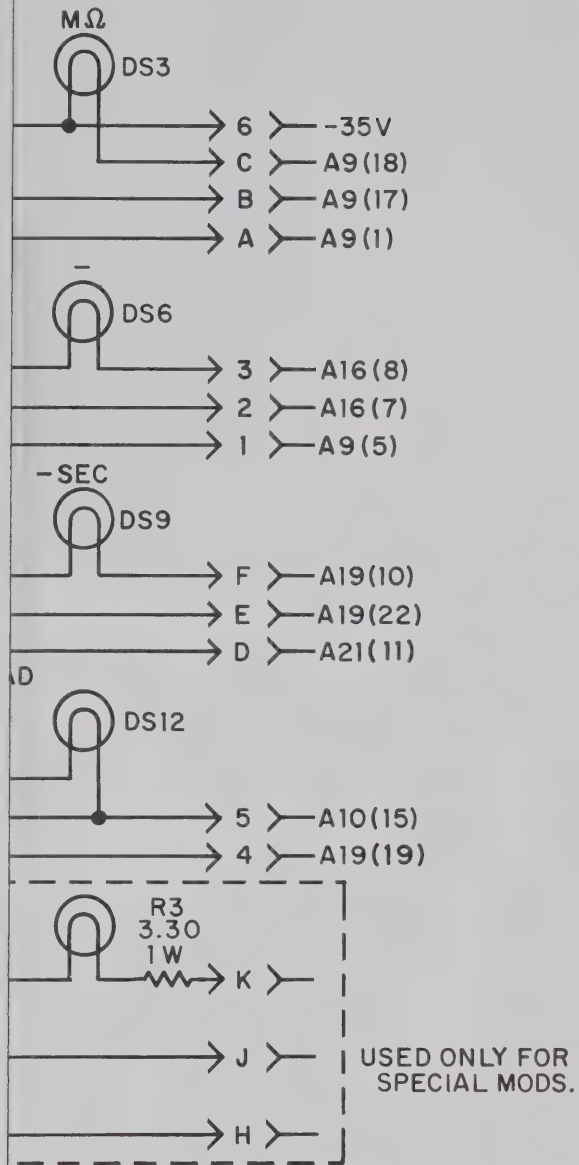 MΩ
DS3
6 -35V
C A9(18)
B A9(17)
A A9(1)
-
DS6
3 A16(8)
2 A16(7)
1 A9(5)
-SEC
DS9
F A19(10)
E A19(22)
D A21(11)
AD
DS12
5 A10(15)
4 A19(19)
R3
3.30
1W
K
J
H
USED ONLY FOR
SPECIAL MODS.